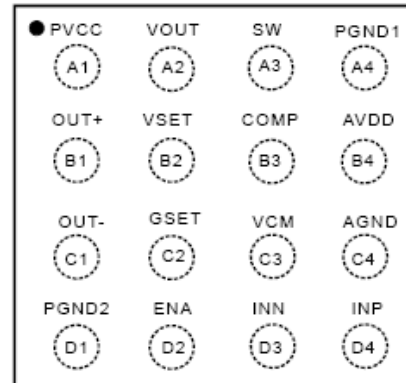 PVCC VOUT SW PGND1
A1 A2 A3 A4
OUT+ VSET COMP AVDD
B1 B2 B3 B4
OUT- GSET VCM AGND
C1 C2 C3 C4
PGND2 ENA INN INP
D1 D2 D3 D4